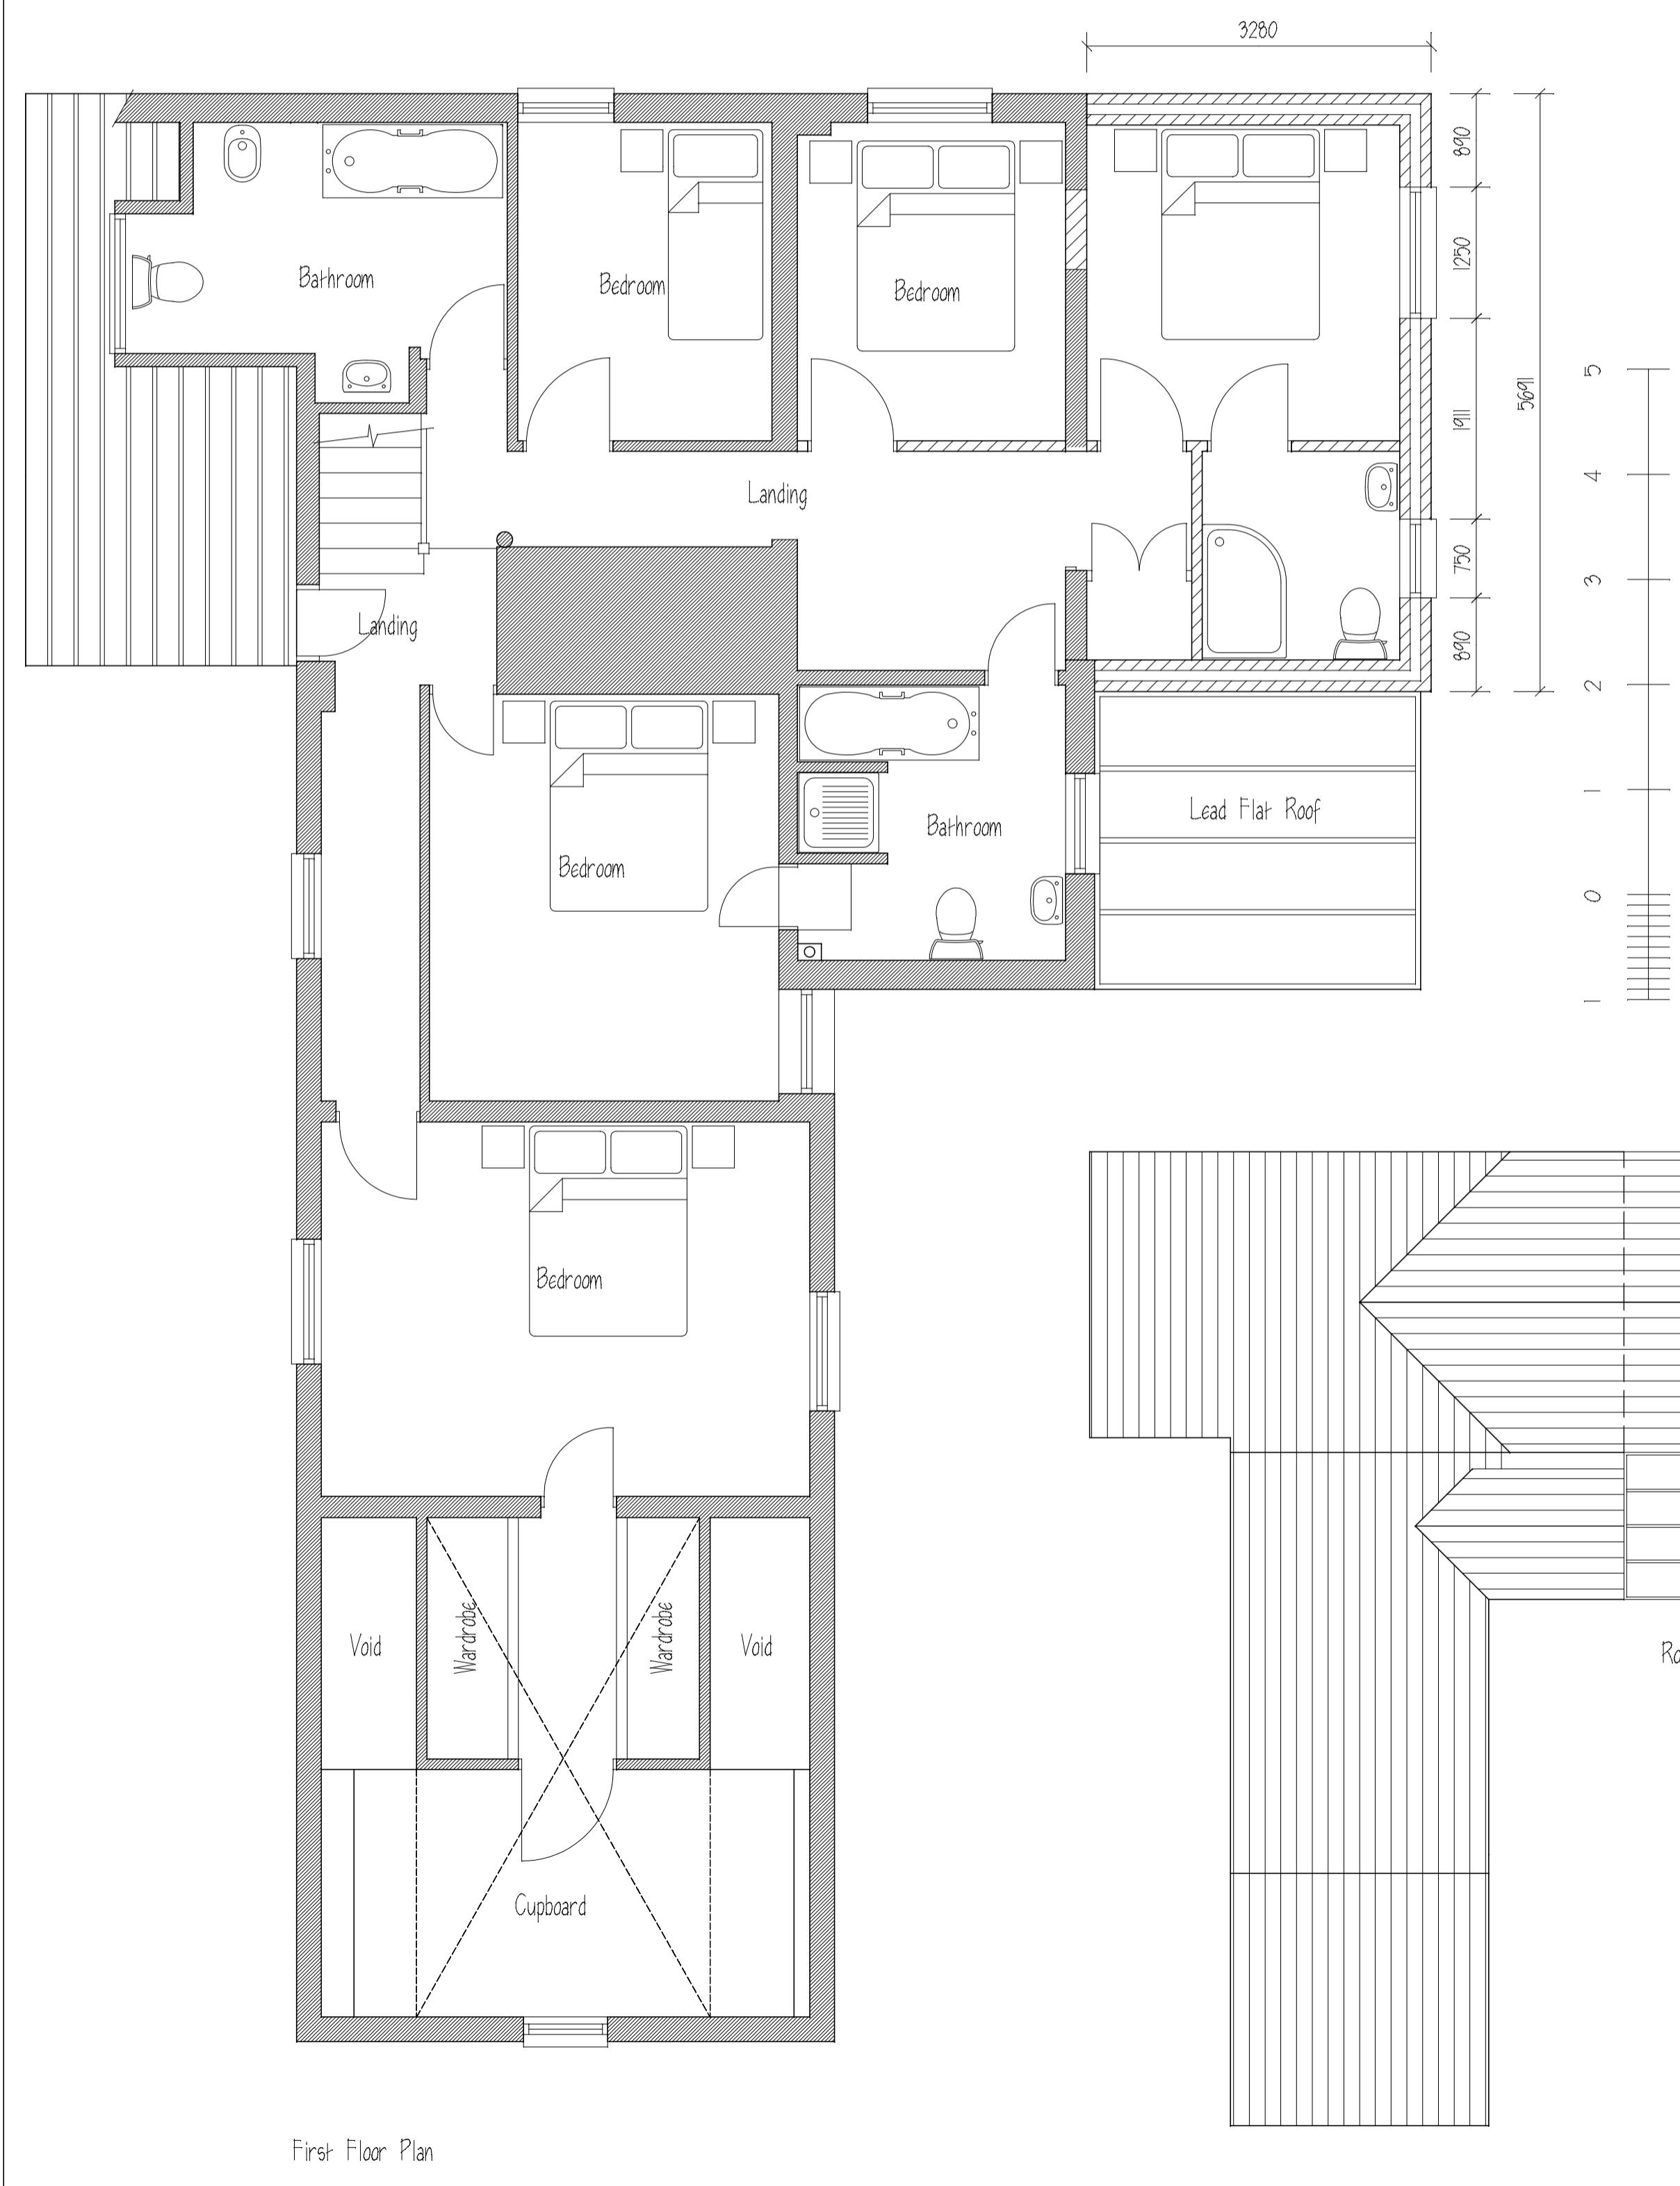 3280
890
1250
1911
750
890
5691
5
4
3
2
1
0
1
Bathroom
Bedroom
Bedroom
Landing
Landing
Lead Flat Roof
Bathroom
Bedroom
Bedroom
Void
Wardrobe
Wardrobe
Void
Cupboard
First Floor Plan